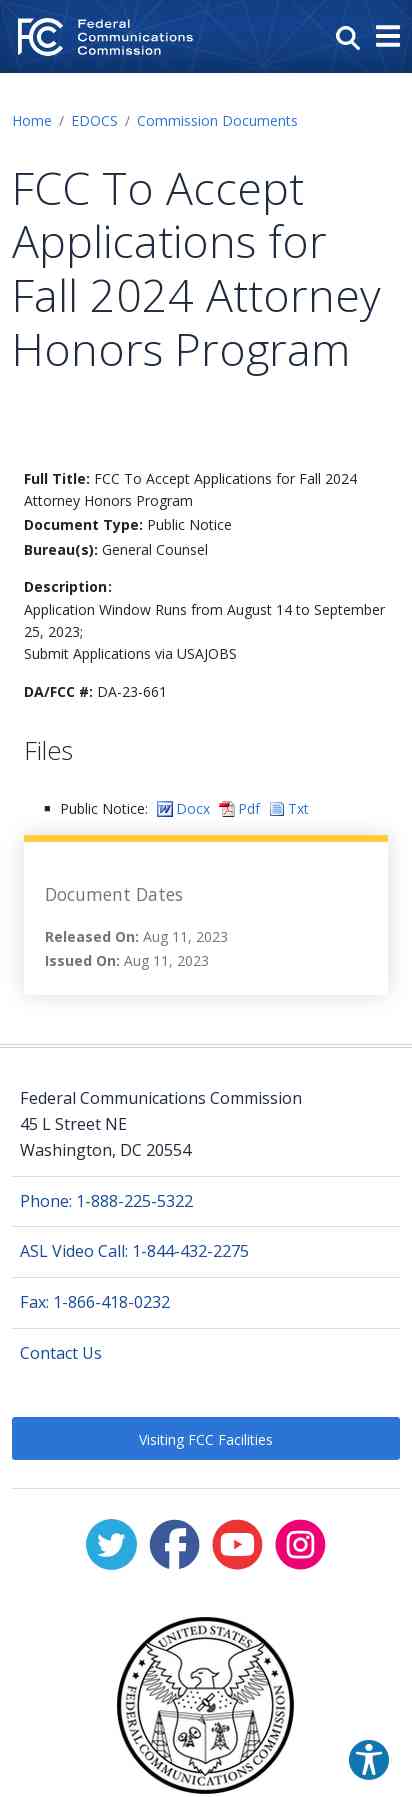 Federal
Communications
Commission
Home / EDOCS / Commission Documents
FCC To Accept
Applications for
Fall 2024 Attorney
Honors Program
Full Title: FCC To Accept Applications for Fall 2024
Attorney Honors Program
Document Type: Public Notice
Bureau(s): General Counsel
Description:
Application Window Runs from August 14 to September
25, 2023;
Submit Applications via USAJOBS
DA/FCC #: DA-23-661
Files
Public Notice: Docx Pdf Txt
Document Dates
Released On: Aug 11, 2023
Issued On: Aug 11, 2023
Federal Communications Commission
45 L Street NE
Washington, DC 20554
Phone: 1-888-225-5322
ASL Video Call: 1-844-432-2275
Fax: 1-866-418-0232
Contact Us
Visiting FCC Facilities
UNITED STATES
FEDERAL COMMUNICATIONS COMMISSION